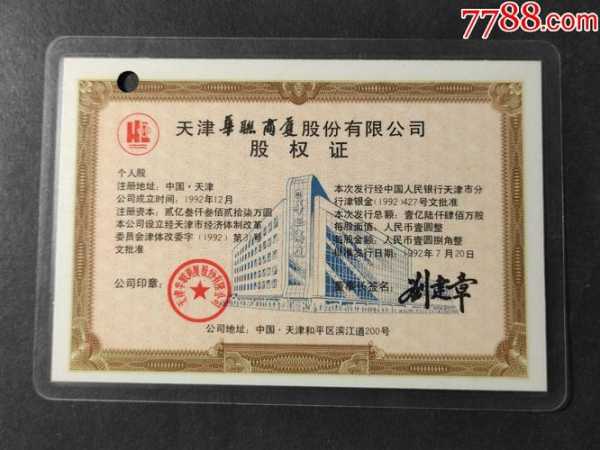 7788.com
天津華聯商厦股份有限公司
股权证
个人股
注册地址：中国·天津
公司成立时间：1992年12月
注册资本：贰亿叁仟叁佰贰拾柒万圆
本公司设立经天津市经济体制改革
委员会津体改委字（1992）第 号
文批准
公司印章：
本次发行经中国人民银行天津市分
行津银金（1992）427号文批准
本次发行总额：壹亿陆仟肆佰万股
每股面值：人民币壹圆整
每股金额：人民币壹圆捌角整
发行日期：1992年7月20日
签名：
劉建章
公司地址：中国·天津和平区滨江道200号